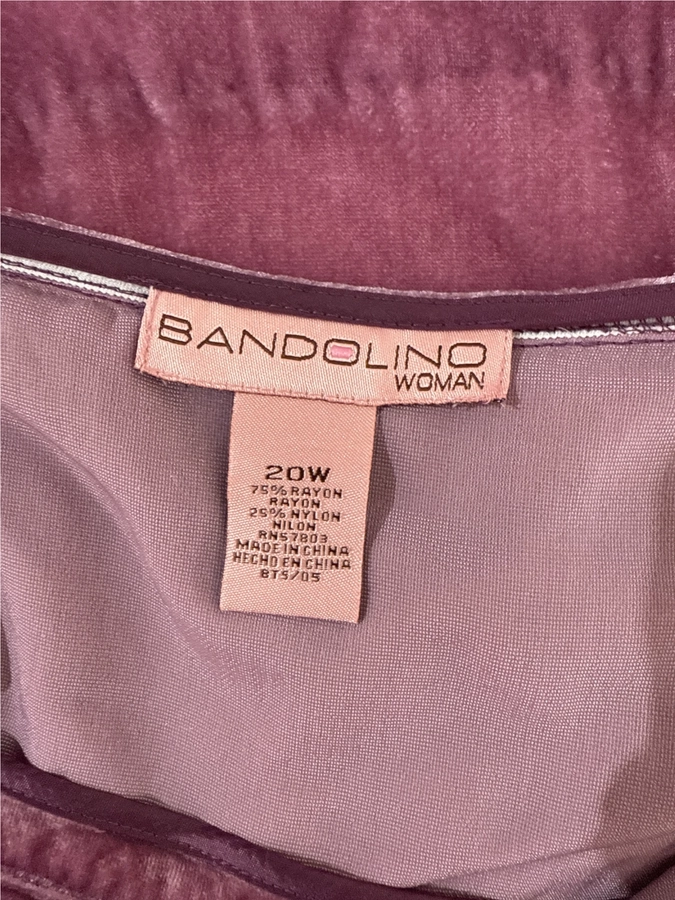 BANDOLINO
WOMAN
20W
75% RAYON
RAYON
25% NYLON
NILON
RN57803
MADE IN CHINA
HECHO EN CHINA
BTS/05